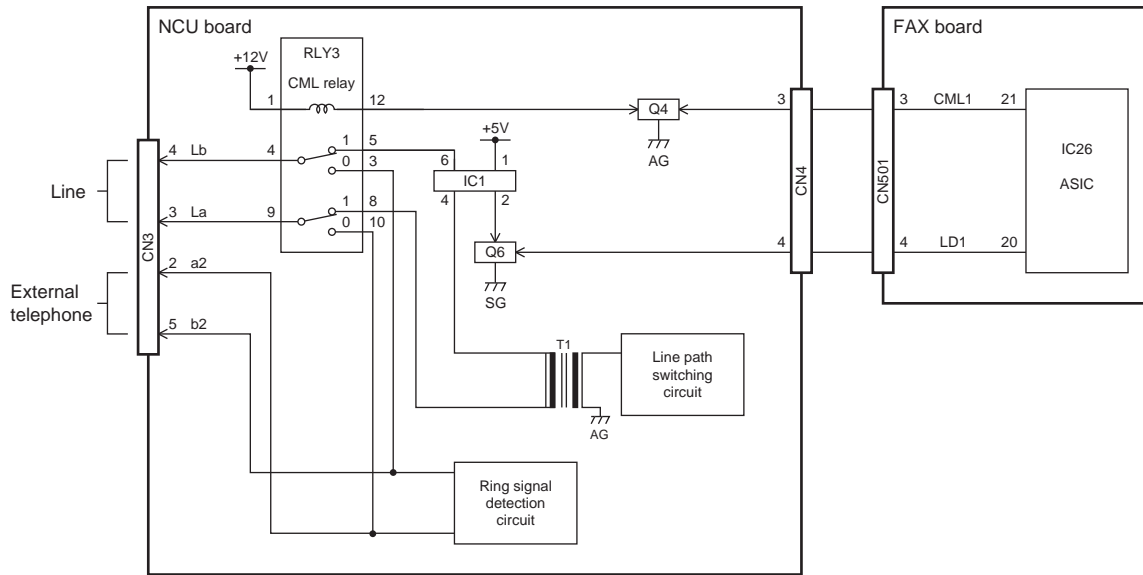 NCU board
FAX board
RLY3
+12V
CML relay
1
12
Q4
AG
3
CN4
CN501
3
CML1
21
+5V
IC26
ASIC
4
Lb
4
1
5
0
3
6
1
IC1
4
2
Line
3
La
9
1
8
0
10
Q6
SG
4
4
LD1
20
CN3
2
a2
External
telephone
5
b2
T1
AG
Line path
switching
circuit
Ring signal
detection
circuit